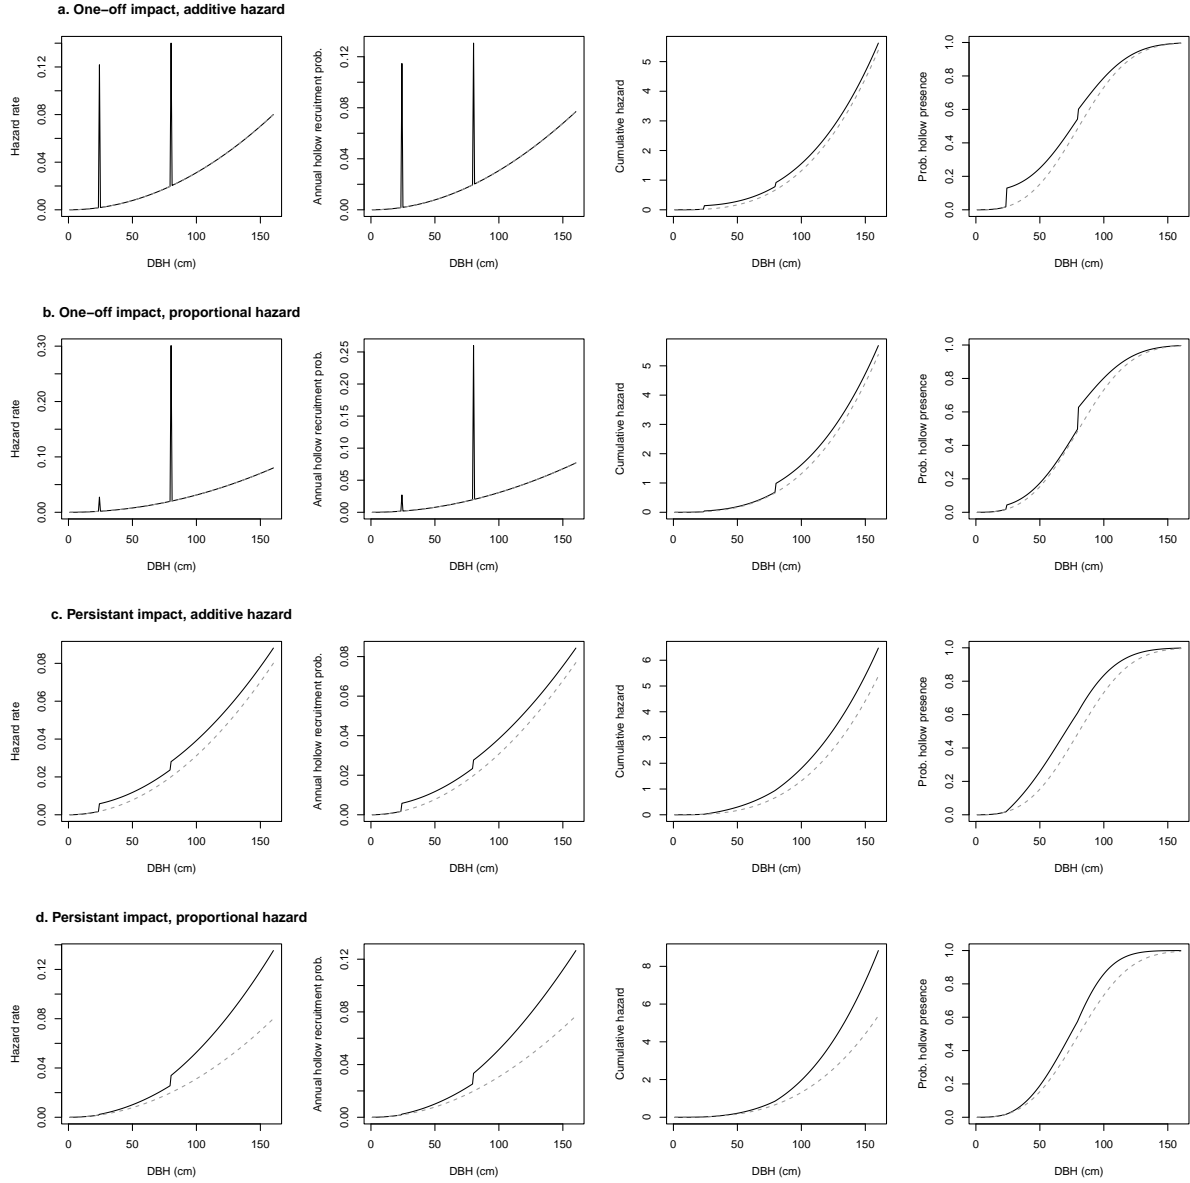 a. One−off impact, additive hazard
Hazard rate
0.00 0.04 0.08 0.12
0 50 100 150
DBH (cm)
Annual hollow recruitment prob.
0.00 0.04 0.08 0.12
0 50 100 150
DBH (cm)
Cumulative hazard
0 1 2 3 4 5
0 50 100 150
DBH (cm)
Prob. hollow presence
0.0 0.2 0.4 0.6 0.8 1.0
0 50 100 150
DBH (cm)
b. One−off impact, proportional hazard
Hazard rate
0.00 0.10 0.20 0.30
0 50 100 150
DBH (cm)
Annual hollow recruitment prob.
0.00 0.05 0.10 0.15 0.20 0.25
0 50 100 150
DBH (cm)
Cumulative hazard
0 1 2 3 4 5
0 50 100 150
DBH (cm)
Prob. hollow presence
0.0 0.2 0.4 0.6 0.8 1.0
0 50 100 150
DBH (cm)
c. Persistant impact, additive hazard
Hazard rate
0.00 0.02 0.04 0.06 0.08
0 50 100 150
DBH (cm)
Annual hollow recruitment prob.
0.00 0.02 0.04 0.06 0.08
0 50 100 150
DBH (cm)
Cumulative hazard
0 1 2 3 4 5 6
0 50 100 150
DBH (cm)
Prob. hollow presence
0.0 0.2 0.4 0.6 0.8 1.0
0 50 100 150
DBH (cm)
d. Persistant impact, proportional hazard
Hazard rate
0.00 0.04 0.08 0.12
0 50 100 150
DBH (cm)
Annual hollow recruitment prob.
0.00 0.04 0.08 0.12
0 50 100 150
DBH (cm)
Cumulative hazard
0 2 4 6 8
0 50 100 150
DBH (cm)
Prob. hollow presence
0.0 0.2 0.4 0.6 0.8 1.0
0 50 100 150
DBH (cm)